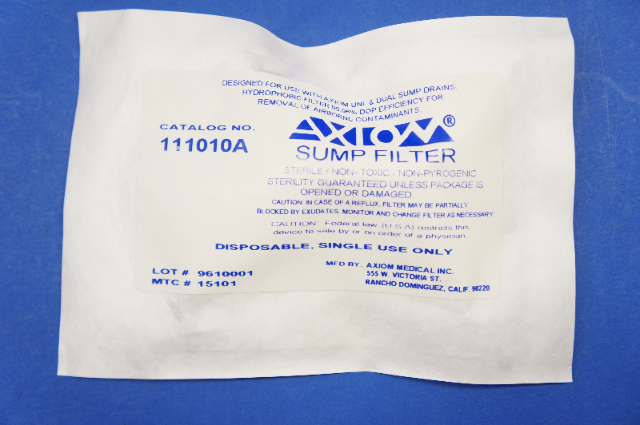 DESIGNED FOR USE WITH AXIOM UNI- & DUAL SUMP DRAINS.
HYDROPHOBIC FILTER 99.98% DOP EFFICIENCY FOR
REMOVAL OF AIRBORNE CONTAMINANTS.
CATALOG NO.
111010A
AXIOM®
SUMP FILTER
STERILE / NON- TOXIC / NON-PYROGENIC
STERILITY GUARANTEED UNLESS PACKAGE IS
OPENED OR DAMAGED
CAUTION: IN CASE OF A REFLUX, FILTER MAY BE PARTIALLY
BLOCKED BY EXUDATES, MONITOR AND CHANGE FILTER AS NECESSARY
CAUTION: Federal law (U.S.A) restricts this
device to sale by or no order of a physician.
DISPOSABLE, SINGLE USE ONLY
LOT # 9610001
MTC # 15101
MFD BY: AXIOM MEDICAL INC.
555 W. VICTORIA ST.
RANCHO DOMINGUEZ, CALIF. 90220